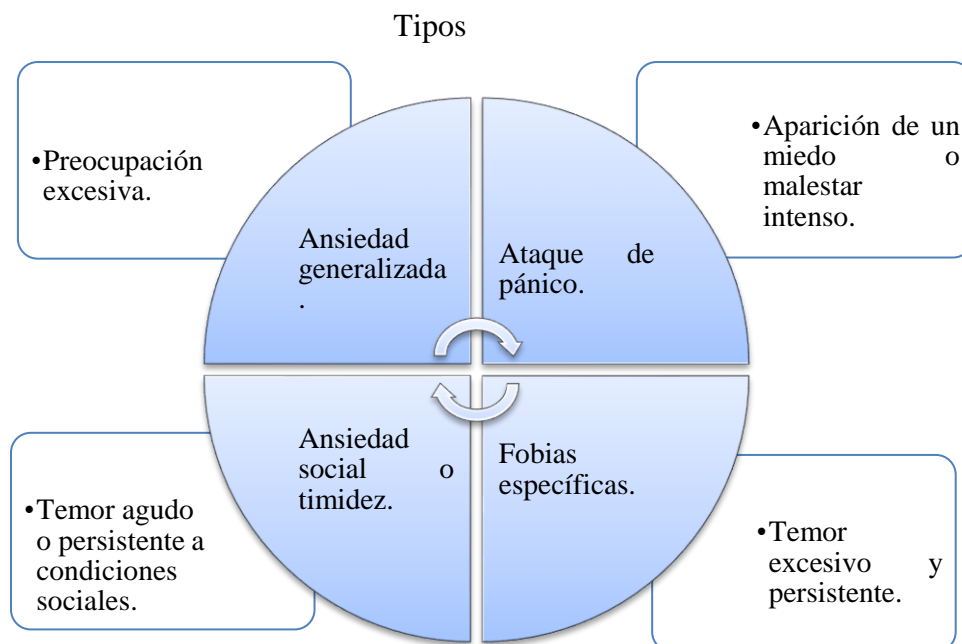 Tipos
•Preocupación
excesiva.
•Aparición de un
miedo o
malestar
intenso.
Ansiedad
generalizada
.
Ataque de
pánico.
Ansiedad
social o
timidez.
Fobias
específicas.
•Temor agudo
o persistente a
condiciones
sociales.
•Temor
excesivo y
persistente.